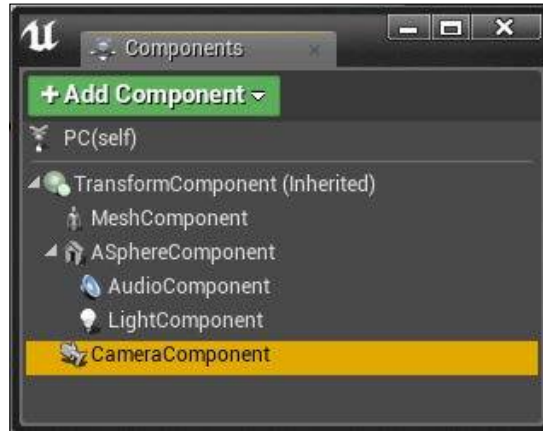 Components
+ Add Component
PC(self)
TransformComponent (Inherited)
MeshComponent
ASphereComponent
AudioComponent
LightComponent
CameraComponent